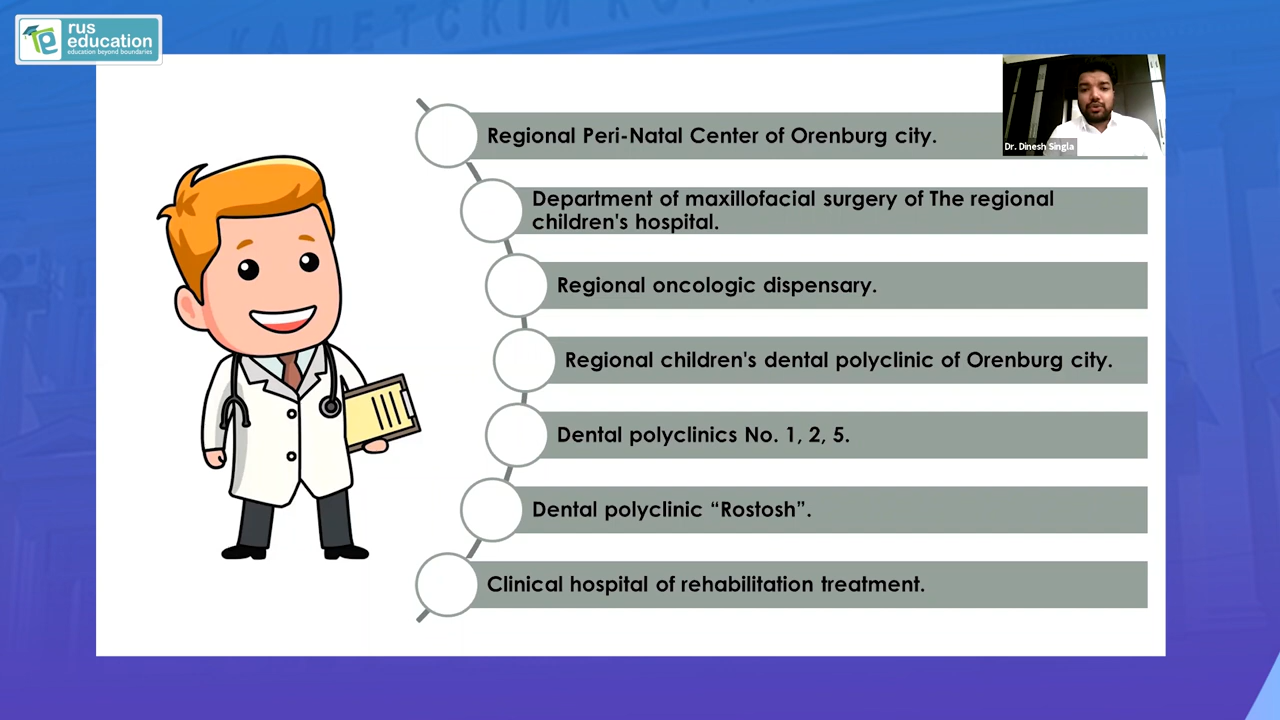 rus
education
education beyond boundaries
КАДЕТСКІЙ КОР
Dr. Dinesh Singla
Regional Peri-Natal Center of Orenburg city.
Department of maxillofacial surgery of The regional
children's hospital.
Regional oncologic dispensary.
Regional children's dental polyclinic of Orenburg city.
Dental polyclinics No. 1, 2, 5.
Dental polyclinic “Rostosh”.
Clinical hospital of rehabilitation treatment.